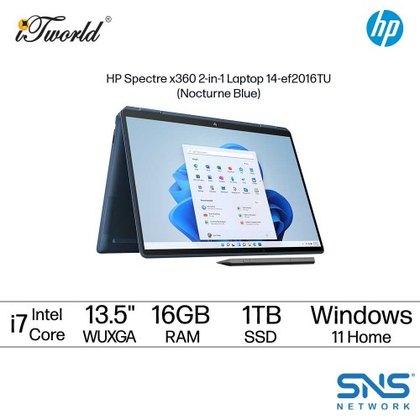 iTworld
hp
HP Spectre x360 2-in-1 Laptop 14-ef2016TU
(Nocturne Blue)
i7 Intel Core
13.5" WUXGA
16GB RAM
1TB SSD
Windows 11 Home
SNS
NETWORK